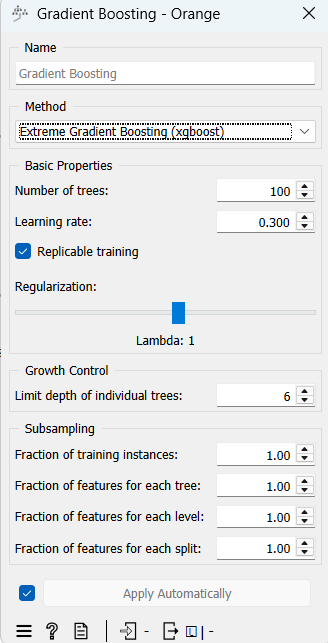 Gradient Boosting - Orange
Name
Gradient Boosting
Method
Extreme Gradient Boosting (xgboost)
Basic Properties
Number of trees: 100
Learning rate: 0.300
Replicable training
Regularization:
Lambda: 1
Growth Control
Limit depth of individual trees: 6
Subsampling
Fraction of training instances: 1.00
Fraction of features for each tree: 1.00
Fraction of features for each level: 1.00
Fraction of features for each split: 1.00
Apply Automatically
? - | -